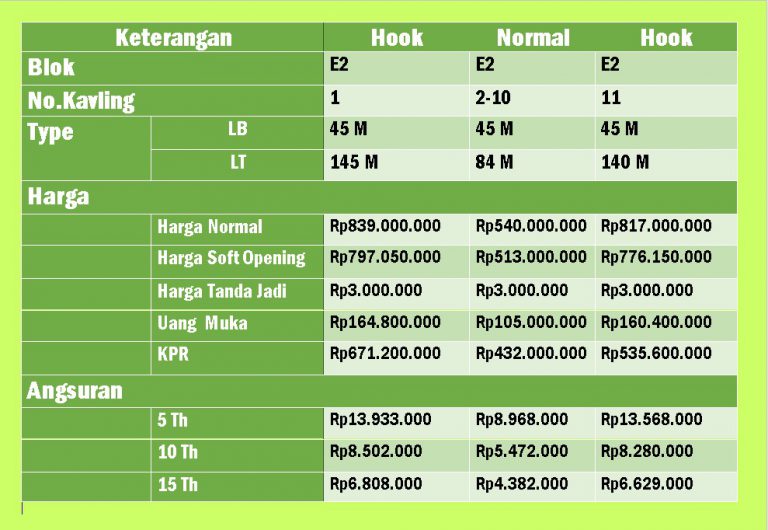 Keterangan Hook Normal Hook
Blok E2 E2 E2
No.Kavling 1 2-10 11
Type LB 45 M 45 M 45 M
LT 145 M 84 M 140 M
Harga
Harga Normal Rp839.000.000 Rp540.000.000 Rp817.000.000
Harga Soft Opening Rp797.050.000 Rp513.000.000 Rp776.150.000
Harga Tanda Jadi Rp3.000.000 Rp3.000.000 Rp3.000.000
Uang Muka Rp164.800.000 Rp105.000.000 Rp160.400.000
KPR Rp671.200.000 Rp432.000.000 Rp535.600.000
Angsuran
5 Th Rp13.933.000 Rp8.968.000 Rp13.568.000
10 Th Rp8.502.000 Rp5.472.000 Rp8.280.000
15 Th Rp6.808.000 Rp4.382.000 Rp6.629.000